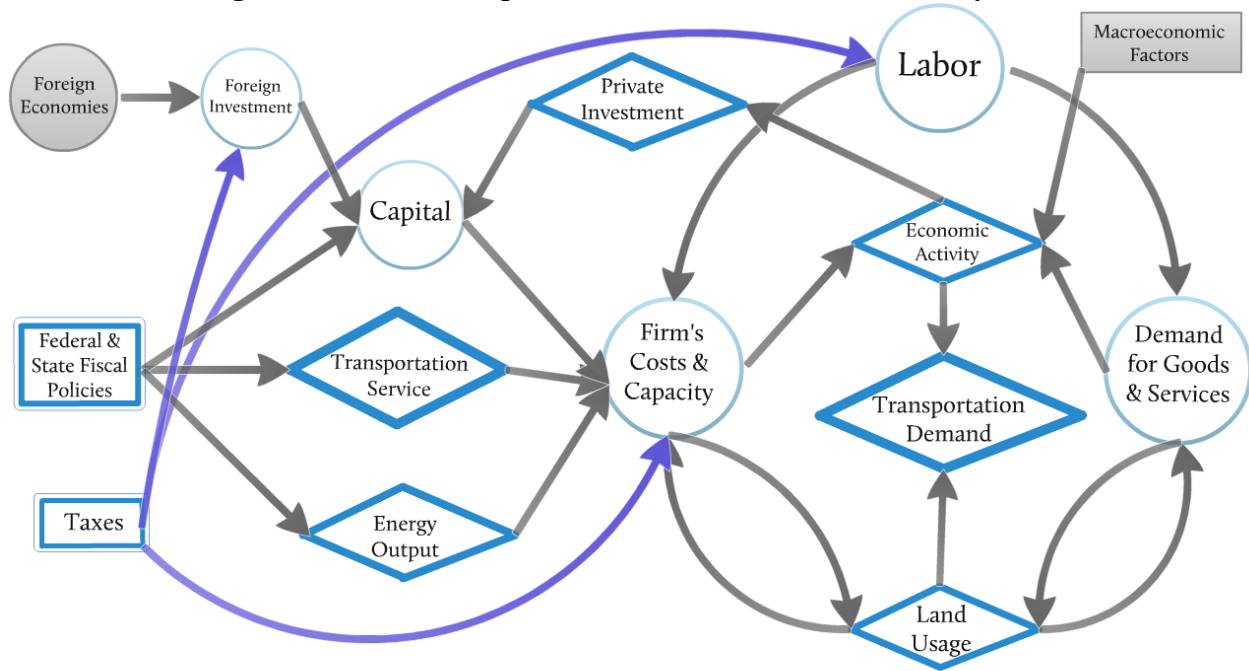 Macroeconomic
Factors
Labor
Foreign
Economies
Foreign
Investment
Private
Investment
Capital
Economic
Activity
Federal &
State Fiscal
Policies
Transportation
Service
Firm's
Costs &
Capacity
Demand
for Goods
& Services
Transportation
Demand
Taxes
Energy
Output
Land
Usage